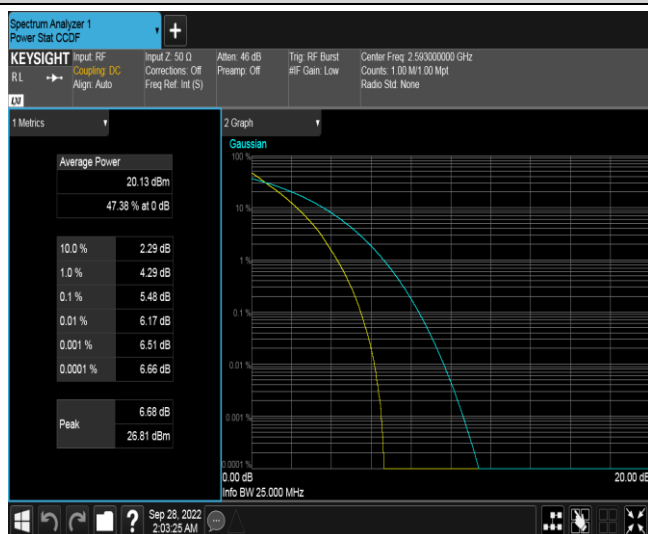 Spectrum Analyzer 1
Power Stat CCDF
+
KEYSIGHT
RL
LXI
Input: RF
Coupling: DC
Align: Auto
Input Z: 50 Ω
Corrections: Off
Freq Ref: Int (S)
Atten: 46 dB
Preamp: Off
Trig: RF Burst
#IF Gain: Low
Center Freq: 2.593000000 GHz
Counts: 1.00 M/1.00 Mpt
Radio Std: None
1 Metrics
Average Power
20.13 dBm
47.38 % at 0 dB
10.0 % 2.29 dB
1.0 % 4.29 dB
0.1 % 5.48 dB
0.01 % 6.17 dB
0.001 % 6.51 dB
0.0001 % 6.66 dB
Peak
6.68 dB
26.81 dBm
2 Graph
Gaussian
100 %
10 %
1 %
0.1 %
0.01 %
0.001 %
0.0001 %
0.00 dB 20.00 dB
Info BW 25.000 MHz
?
Sep 28, 2022
2:03:25 AM